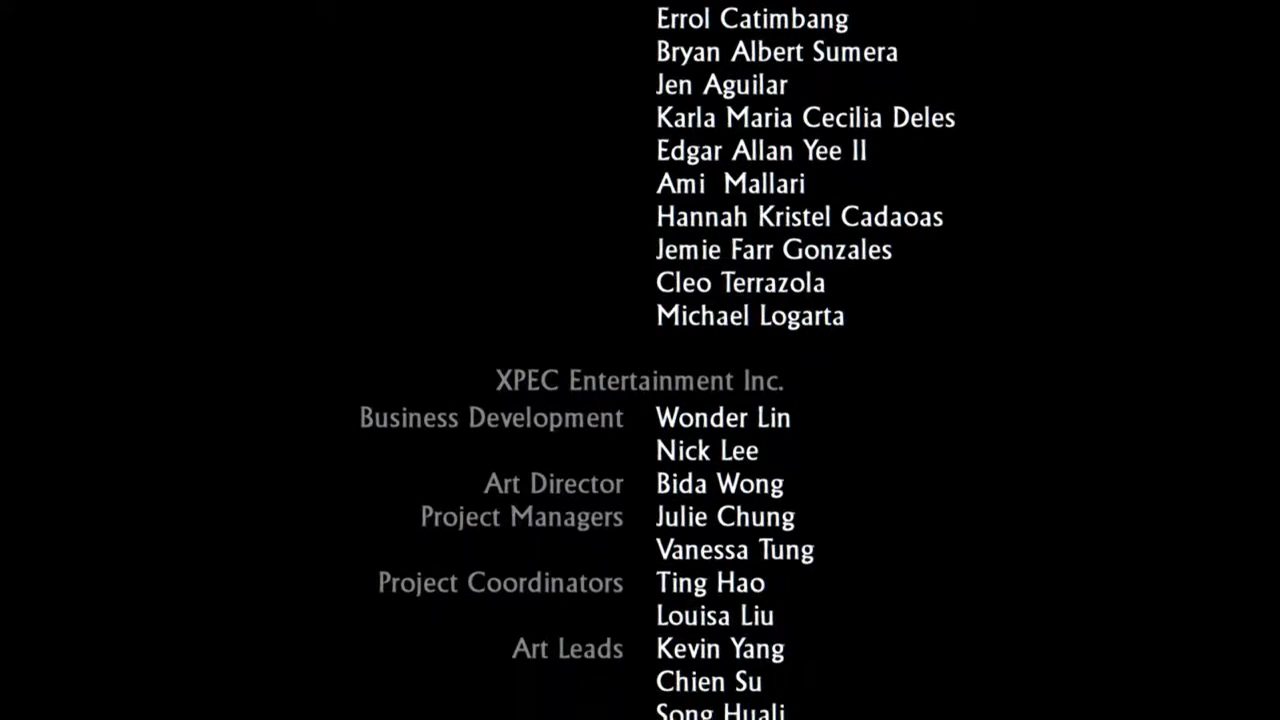 Errol Catimbang
Bryan Albert Sumera
Jen Aguilar
Karla Maria Cecilia Deles
Edgar Allan Yee II
Ami  Mallari
Hannah Kristel Cadaoas
Jemie Farr Gonzales
Cleo Terrazola
Michael Logarta
XPEC Entertainment Inc.
Business Development Wonder Lin
Nick Lee
Art Director Bida Wong
Project Managers Julie Chung
Vanessa Tung
Project Coordinators Ting Hao
Louisa Liu
Art Leads Kevin Yang
Chien Su
Song Huali